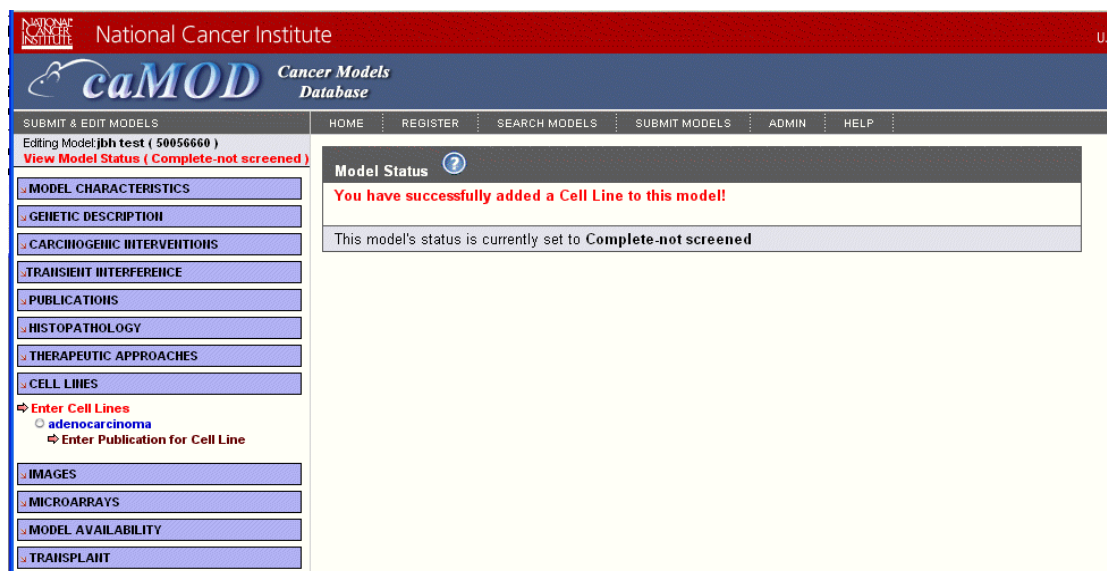 NATIONAL
CANCER
INSTITUTE
National Cancer Institute
U.
caMOD
Cancer Models
Database
SUBMIT & EDIT MODELS
HOME
REGISTER
SEARCH MODELS
SUBMIT MODELS
ADMIN
HELP
Editing Model:jbh test ( 50056660 )
View Model Status ( Complete-not screened )
MODEL CHARACTERISTICS
GENETIC DESCRIPTION
CARCINOGENIC INTERVENTIONS
TRANSIENT INTERFERENCE
PUBLICATIONS
HISTOPATHOLOGY
THERAPEUTIC APPROACHES
CELL LINES
Enter Cell Lines
adenocarcinoma
Enter Publication for Cell Line
IMAGES
MICROARRAYS
MODEL AVAILABILITY
TRANSPLANT
Model Status ?
You have successfully added a Cell Line to this model!
This model's status is currently set to Complete-not screened